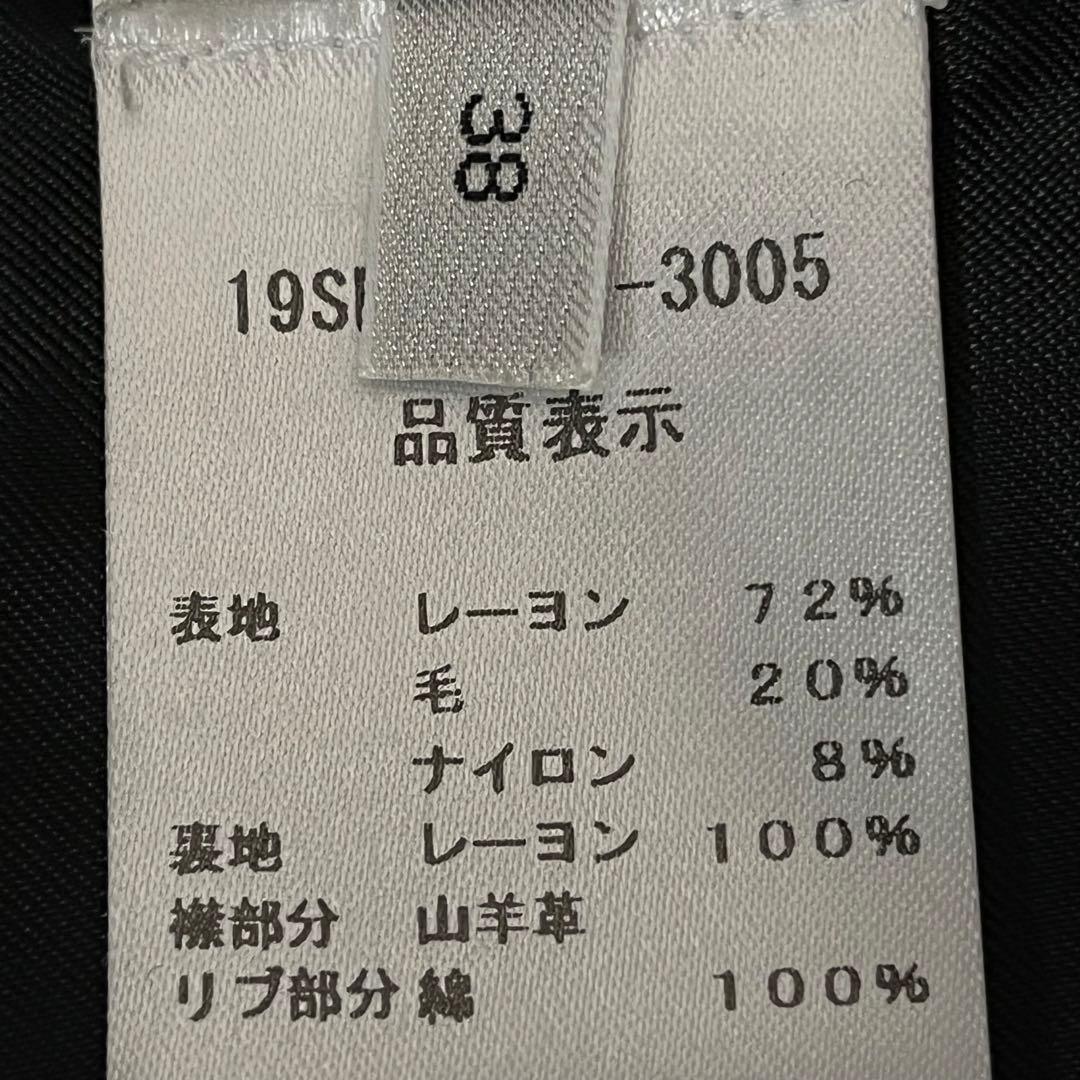 38
19S -3005
品質表示
表地 レーヨン 72%
毛 20%
ナイロン 8%
裏地 レーヨン 100%
襟部分 山羊革
リブ部分 綿 100%